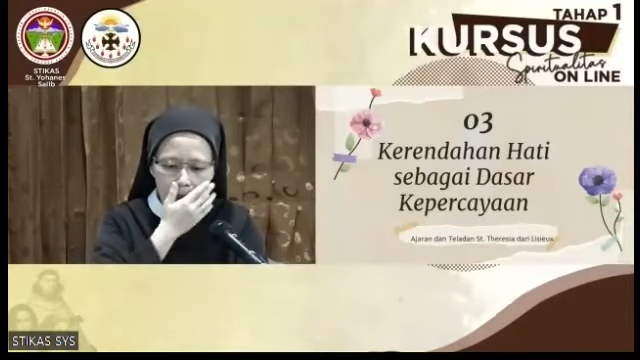 TAHAP 1
KURSUS
Spiritualitas
ON LINE
STIKAS
St. Yohanes
Salib
03
Kerendahan Hati
sebagai Dasar
Kepercayaan
Ajaran dan Teladan St. Theresia dari Lisieux
STIKAS SYS